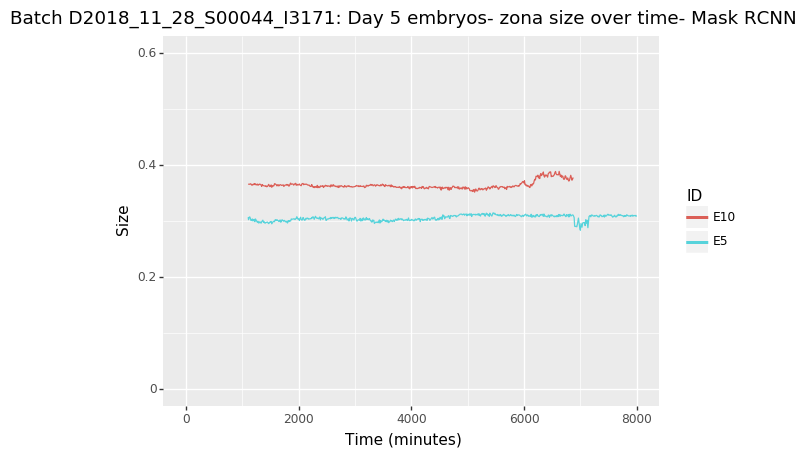 Batch D2018_11_28_S00044_I3171: Day 5 embryos- zona size over time- Mask RCNN
0.6
0.4
0.2
0
Size
0 2000 4000 6000 8000
Time (minutes)
ID
E10
E5